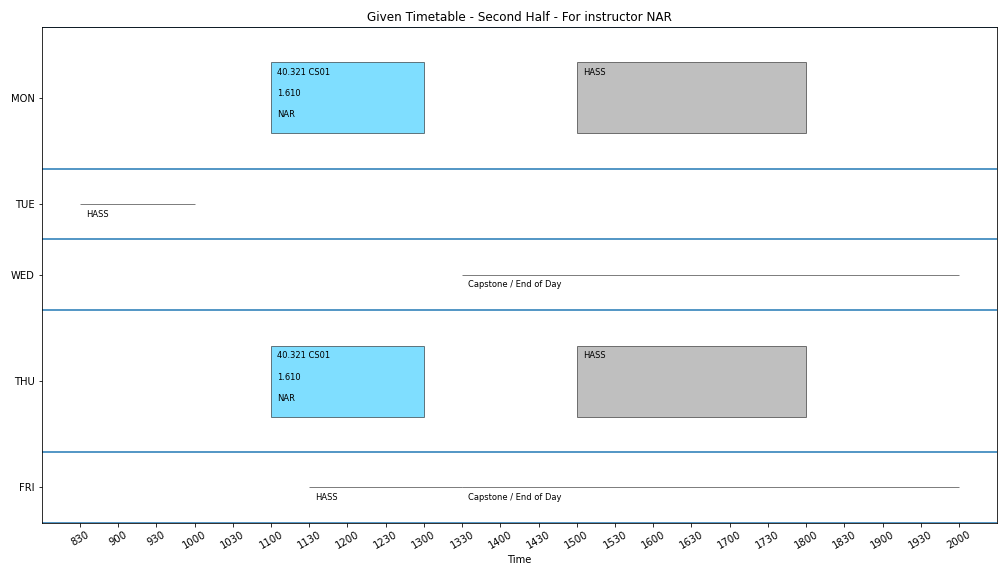 Given Timetable - Second Half - For instructor NAR
MON
40.321 CS01
1.610
NAR
HASS
TUE
HASS
WED
Capstone / End of Day
THU
40.321 CS01
1.610
NAR
HASS
FRI
HASS
Capstone / End of Day
830 900 930 1000 1030 1100 1130 1200 1230 1300 1330 1400 1430 1500 1600 1630 1700 1730 1800 1830 1900 1930 2000
Time